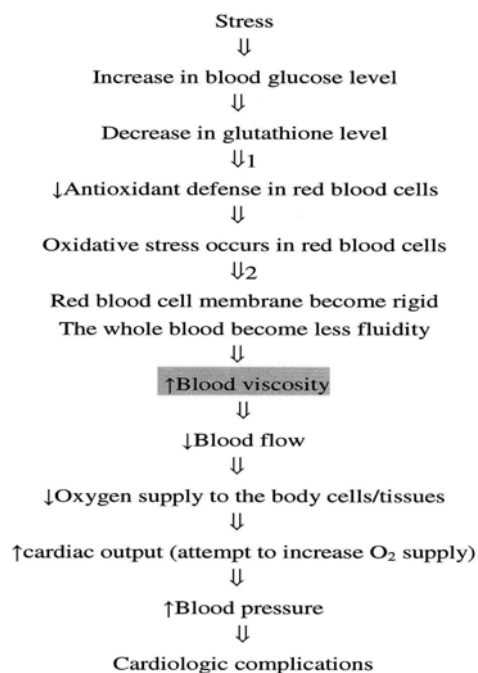 Stress
⇓
Increase in blood glucose level
⇓
Decrease in glutathione level
⇓1
↓Antioxidant defense in red blood cells
⇓
Oxidative stress occurs in red blood cells
⇓2
Red blood cell membrane become rigid
The whole blood become less fluidity
⇓
↑Blood viscosity
⇓
↓Blood flow
⇓
↓Oxygen supply to the body cells/tissues
⇓
↑cardiac output (attempt to increase O₂ supply)
⇓
↑Blood pressure
⇓
Cardiologic complications